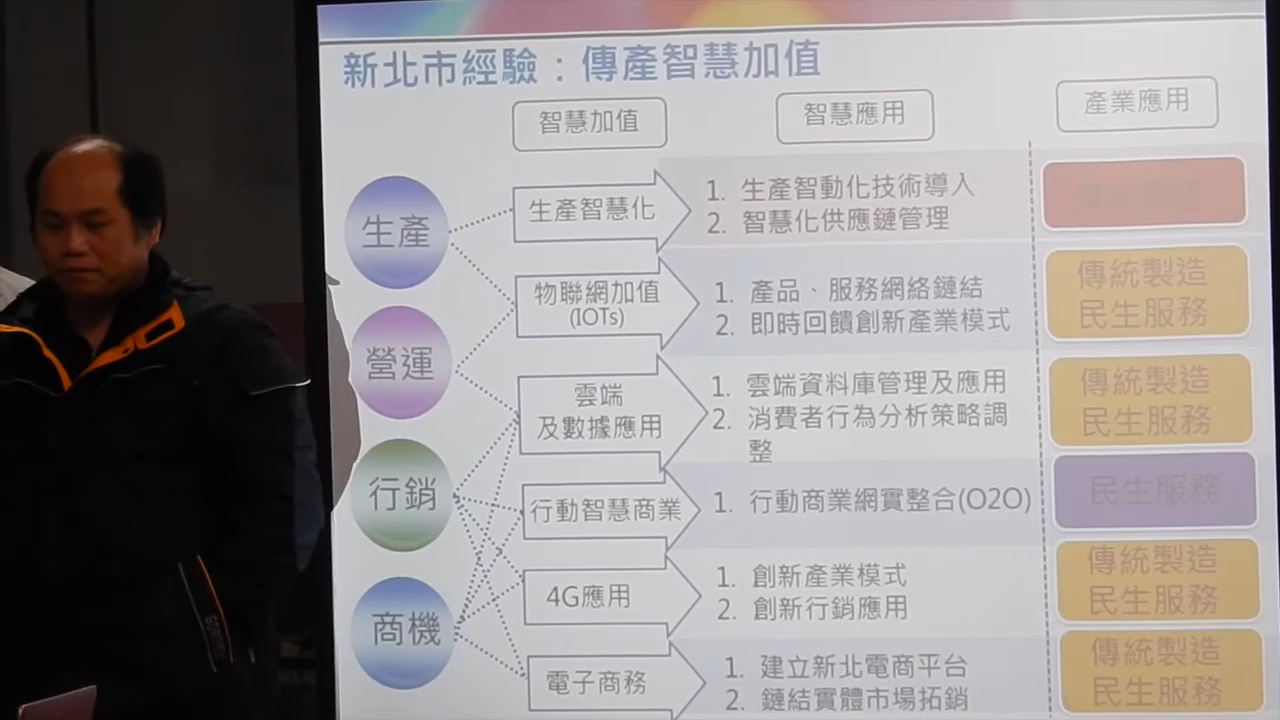 新北市經驗：傳產智慧加值
智慧加值
智慧應用
產業應用
生產
營運
行銷
商機
生產智慧化
1. 生產智動化技術導入
2. 智慧化供應鏈管理
物聯網加值
(IOTs)
1. 產品、服務網絡鏈結
2. 即時回饋創新產業模式
傳統製造
民生服務
雲端
及數據應用
1. 雲端資料庫管理及應用
2. 消費者行為分析策略調
整
傳統製造
民生服務
行動智慧商業
1. 行動商業網實整合(O2O)
民生服務
4G應用
1. 創新產業模式
2. 創新行銷應用
傳統製造
民生服務
電子商務
1. 建立新北電商平台
2. 鏈結實體市場拓銷
傳統製造
民生服務